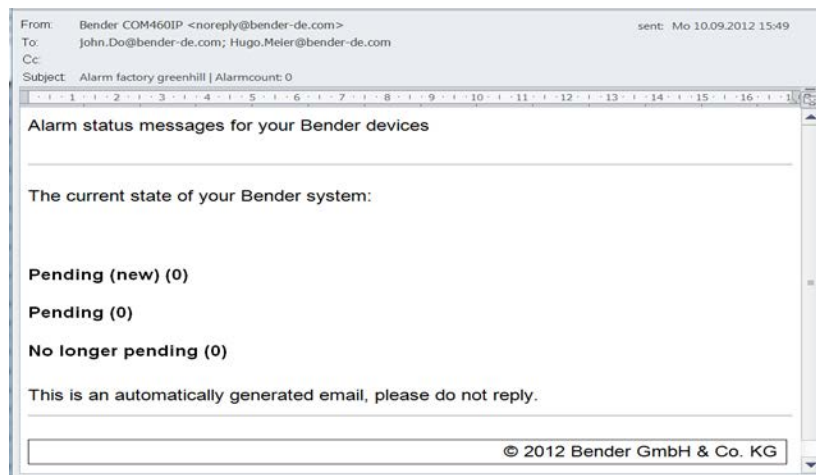 From: Bender COM460IP <noreply@bender-de.com> sent: Mo 10.09.2012 15:49
To: John.Do@bender-de.com; Hugo.Meier@bender-de.com
Cc:
Subject: Alarm factory greenhill | Alarmcount: 0
1 2 3 4 5 6 7 8 9 10 11 12 13 14 15 16
Alarm status messages for your Bender devices
The current state of your Bender system:
Pending (new) (0)
Pending (0)
No longer pending (0)
This is an automatically generated email, please do not reply.
© 2012 Bender GmbH & Co. KG